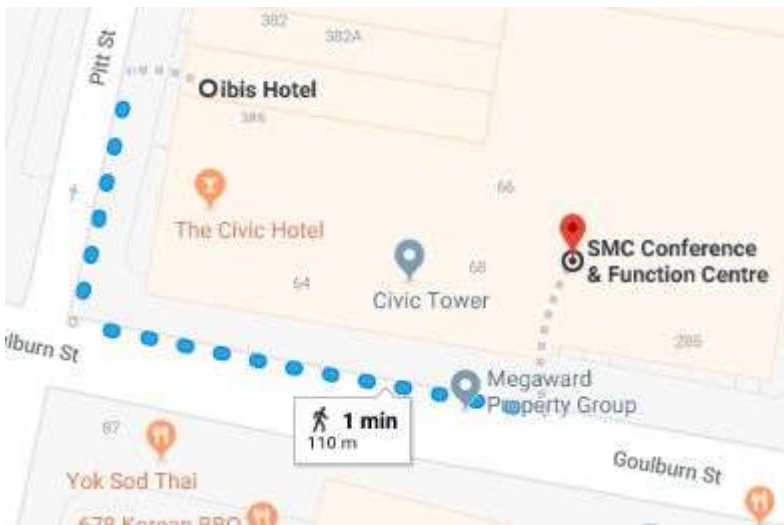 382
382A
Pitt St
ibis Hotel
386
66
The Civic Hotel
SMC Conference
& Function Centre
64
68
Civic Tower
lburn St
Megaward
Property Group
1 min
110 m
87
Goulburn St
Yok Sod Thai
678 Korean BBQ